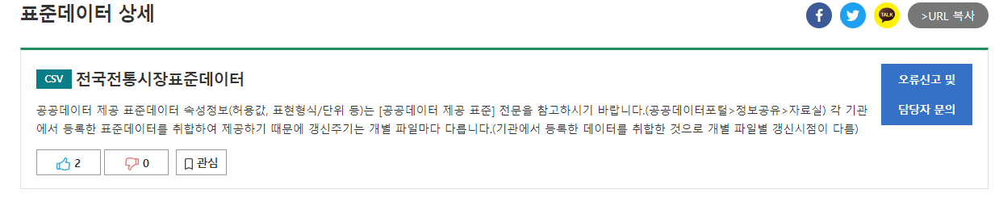 표준데이터 상세
TALK
>URL 복사
CSV 전국전통시장표준데이터
오류신고 및
담당자 문의
공공데이터 제공 표준데이터 속성정보(허용값, 표현형식/단위 등)는 [공공데이터 제공 표준] 전문을 참고하시기 바랍니다.(공공데이터포털>정보공유>자료실) 각 기관
에서 등록한 표준데이터를 취합하여 제공하기 때문에 갱신주기는 개별 파일마다 다릅니다.(기관에서 등록한 데이터를 취합한 것으로 개별 파일별 갱신시점이 다름)
2
0
관심